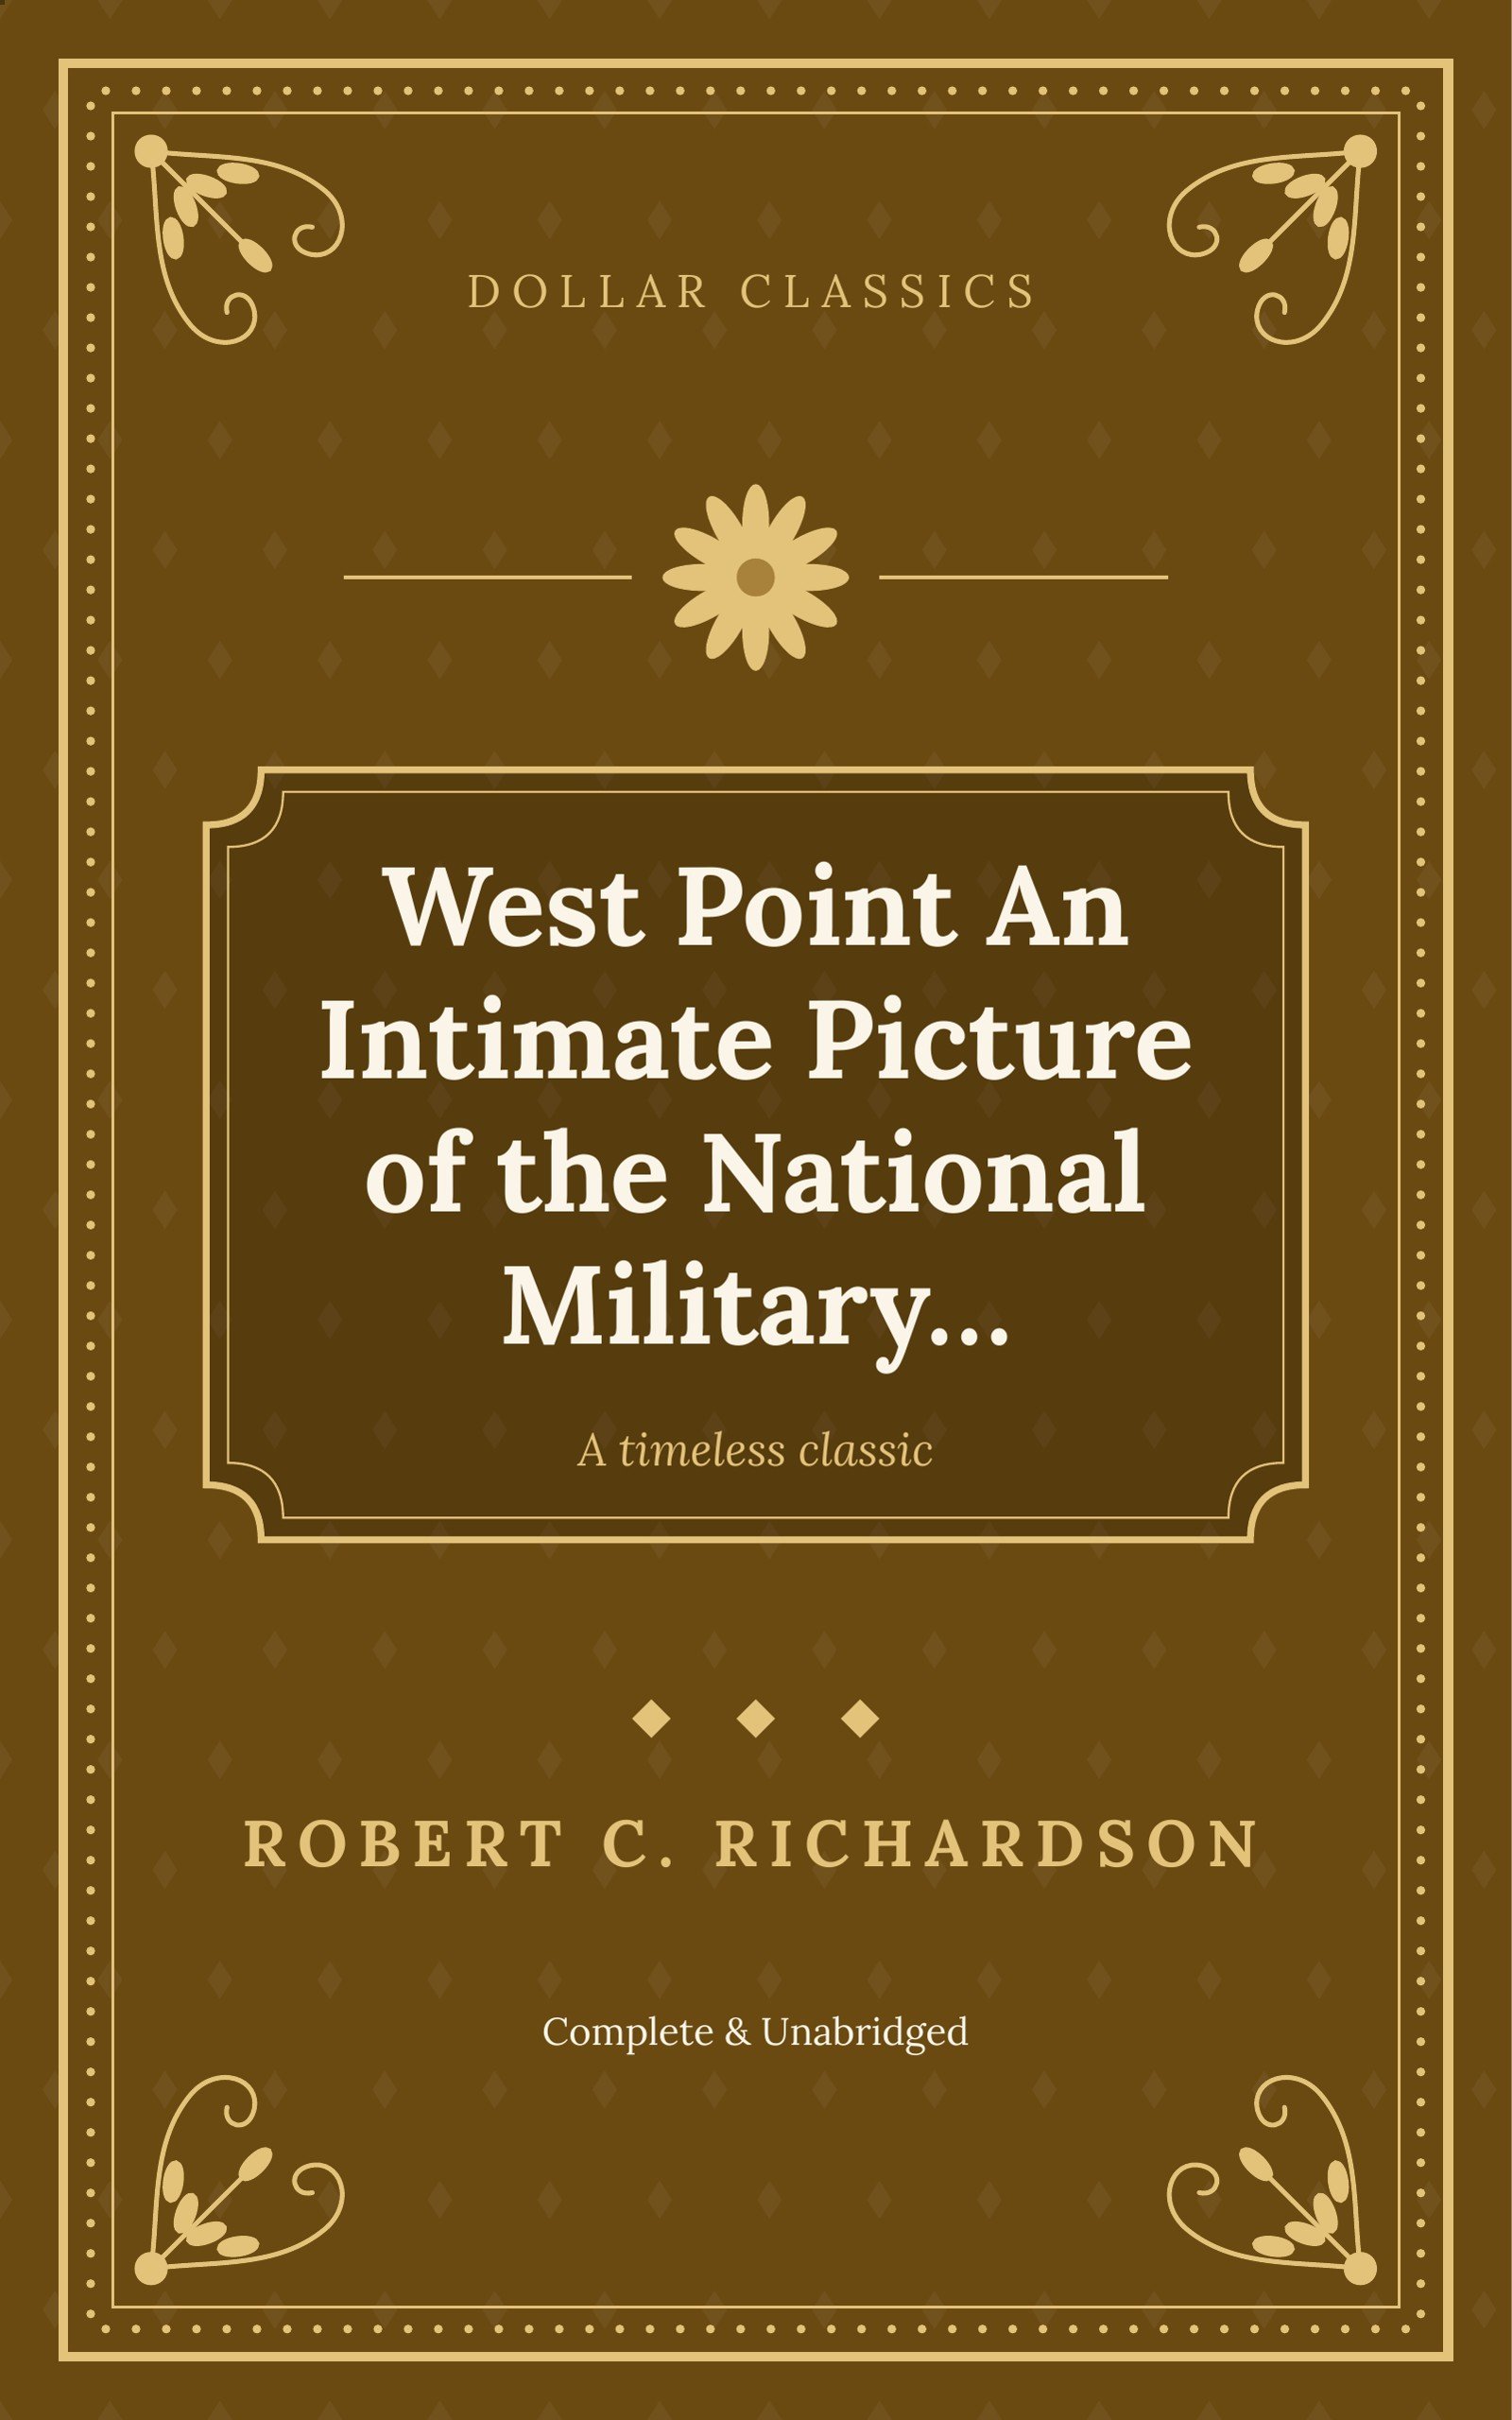 DOLLAR CLASSICS
West Point An
Intimate Picture
of the National
Military...
A timeless classic
ROBERT C. RICHARDSON
Complete & Unabridged